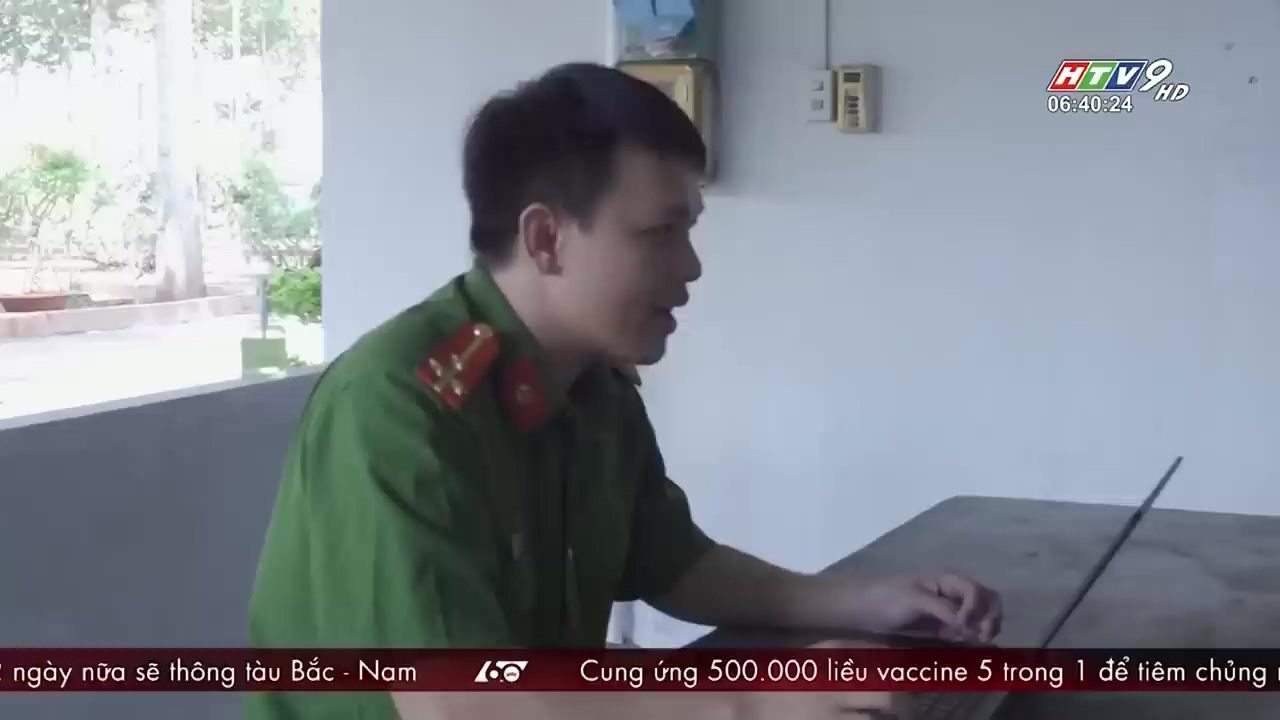 HTV9 HD
06:40:24
ngày nữa sẽ thông tàu Bắc - Nam
60
Cung ứng 500.000 liều vaccine 5 trong 1 để tiêm chủng